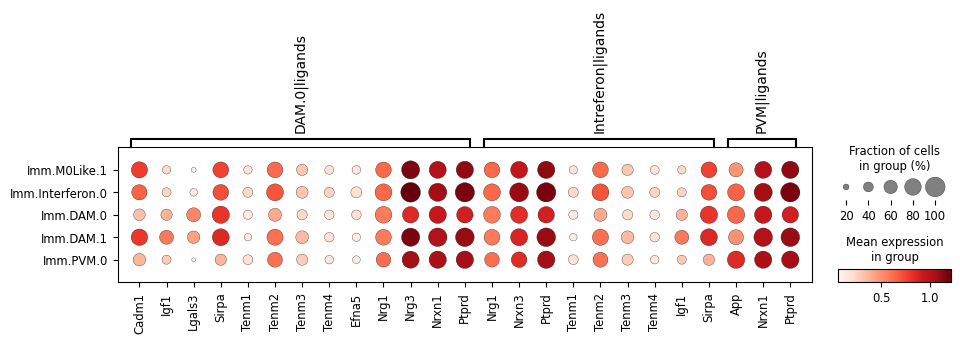 DAM.0|ligands
Intreferon|ligands
PVM|ligands
Imm.M0Like.1
Imm.Interferon.0
Imm.DAM.0
Imm.DAM.1
Imm.PVM.0
Cadm1 Igf1 Lgals3 Sirpa Tenm1 Tenm2 Tenm3 Tenm4 Efna5 Nrg1 Nrg3 Nrxn1 Ptprd Nrg1 Nrxn3 Ptprd Tenm1 Tenm2 Tenm3 Tenm4 Igf1 Sirpa App Nrxn1 Ptprd
Fraction of cells
in group (%)
20 40 60 80 100
Mean expression
in group
0.5 1.0